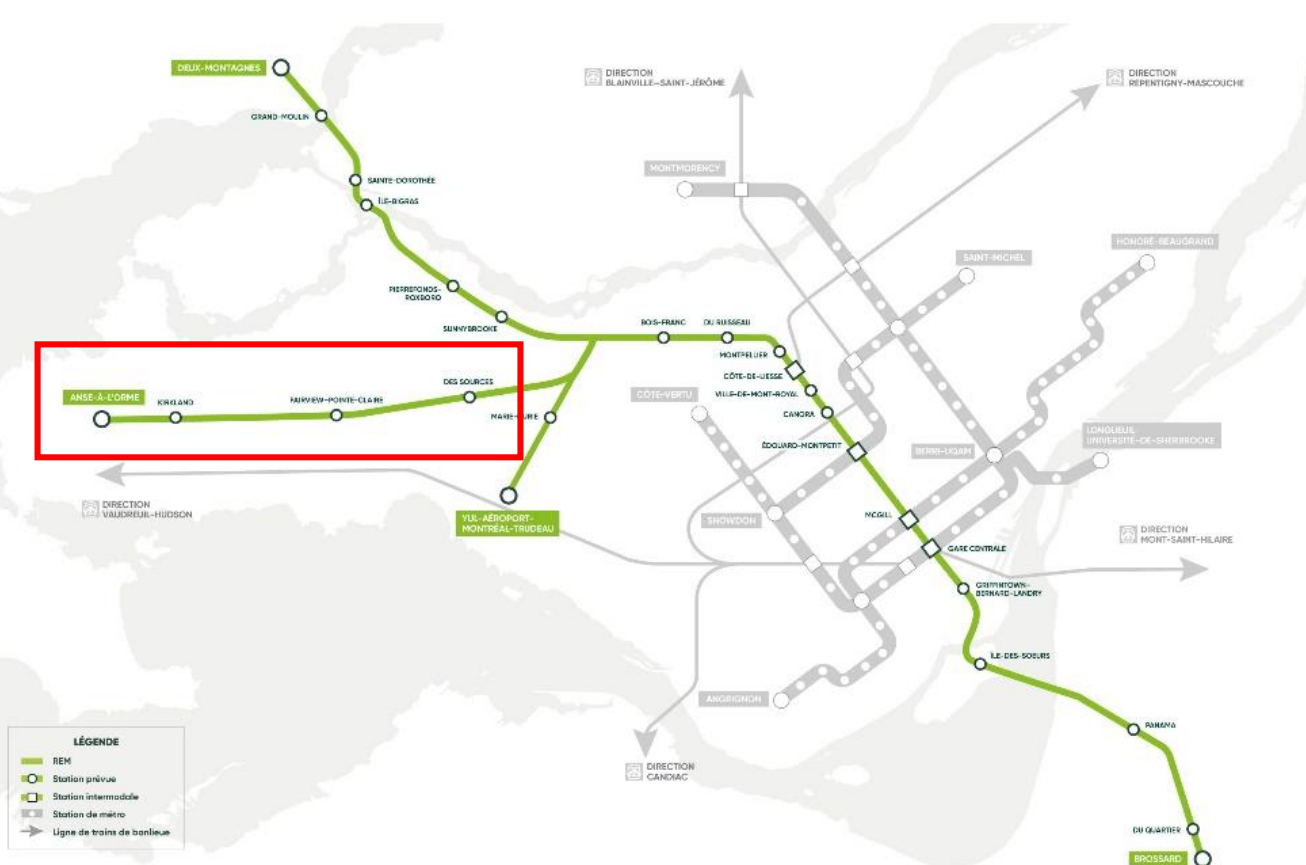 DEUX-MONTAGNES
GRAND-MOULIN
SAINTE-DOROTHÉE
ÎLE-BIGRAS
PIERREFONDS-
ROXBORO
SUNNYBROOKE
DIRECTION
BLAINVILLE–SAINT-JÉRÔME
DIRECTION
REPENTIGNY-MASCOUCHE
MONTMORENCY
SAINT-MICHEL
HONORÉ-BEAUGRAND
BOIS-FRANC
DU RUISSEAU
MONTPELLIER
CÔTE-DE-LIESSE
VILLE-DE-MONT-ROYAL
CANORA
ÉDOUARD-MONTPETIT
ANSE-À-L'ORME
KIRKLAND
FAIRVIEW–POINTE-CLAIRE
DES SOURCES
MARIE-CURIE
YUL-AÉROPORT-
MONTRÉAL-TRUDEAU
DIRECTION
VAUDREUIL-HUDSON
CÔTE-VERTU
SNOWDON
BERRI-UQAM
LONGUEUIL-
UNIVERSITÉ-DE-SHERBROOKE
MCGILL
GARE CENTRALE
DIRECTION
MONT-SAINT-HILAIRE
GRIFFINTOWN–
BERNARD-LANDRY
ÎLE-DES-SOEURS
ANGRIGNON
DIRECTION
CANDIAC
PANAMA
DU QUARTIER
BROSSARD
LÉGENDE
REM
Station prévue
Station intermodale
Station de métro
Ligne de trains de banlieue